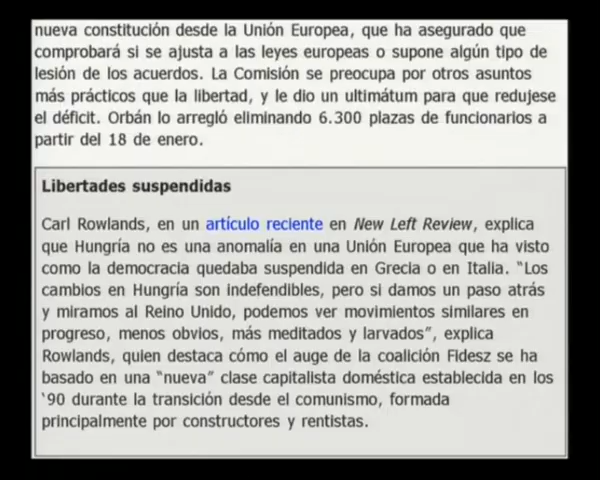 nueva constitución desde la Unión Europea, que ha asegurado que
comprobará si se ajusta a las leyes europeas o supone algún tipo de
lesión de los acuerdos. La Comisión se preocupa por otros asuntos
más prácticos que la libertad, y le dio un ultimátum para que redujese
el déficit. Orbán lo arregló eliminando 6.300 plazas de funcionarios a
partir del 18 de enero.
Libertades suspendidas
Carl Rowlands, en un artículo reciente en New Left Review, explica
que Hungría no es una anomalía en una Unión Europea que ha visto
como la democracia quedaba suspendida en Grecia o en Italia. “Los
cambios en Hungría son indefendibles, pero si damos un paso atrás
y miramos al Reino Unido, podemos ver movimientos similares en
progreso, menos obvios, más meditados y larvados”, explica
Rowlands, quien destaca cómo el auge de la coalición Fidesz se ha
basado en una “nueva” clase capitalista doméstica establecida en los
‘90 durante la transición desde el comunismo, formada
principalmente por constructores y rentistas.